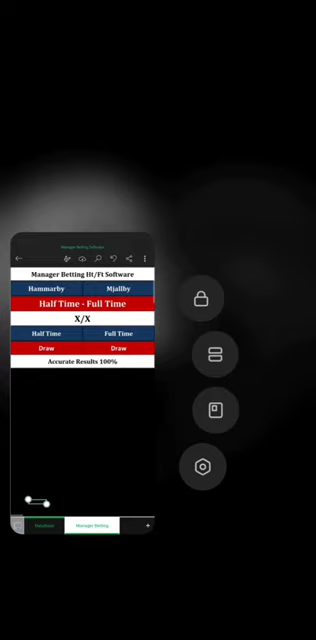 Manager Betting Software
Manager Betting Ht/Ft Software
Hammarby Mjallby
Half Time - Full Time
X/X
Half Time Full Time
Draw Draw
Accurate Results 100%
Manager Betting +